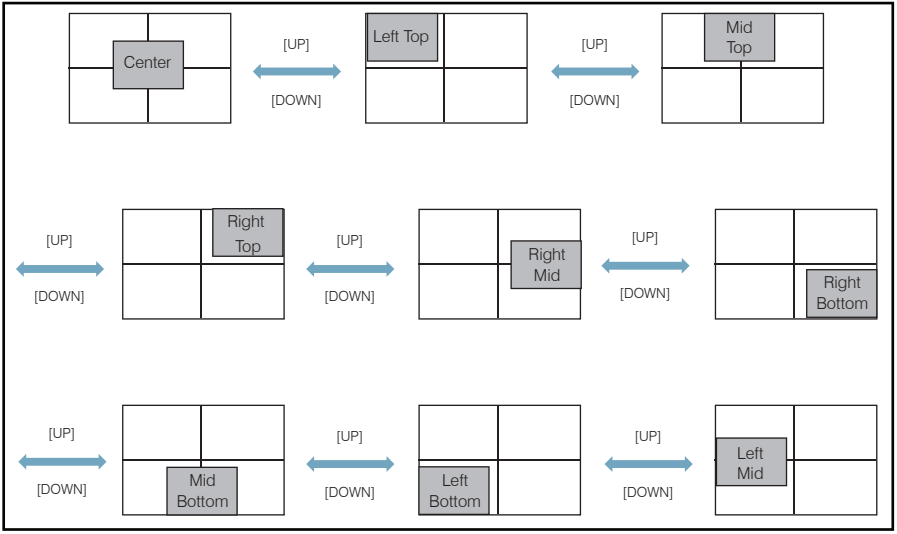 Center
[UP]
[DOWN]
Left Top
[UP]
[DOWN]
Mid
Top
[UP]
[DOWN]
Right
Top
[UP]
[DOWN]
Right
Mid
[UP]
[DOWN]
Right
Bottom
[UP]
[DOWN]
Mid
Bottom
[UP]
[DOWN]
Left
Bottom
[UP]
[DOWN]
Left
Mid